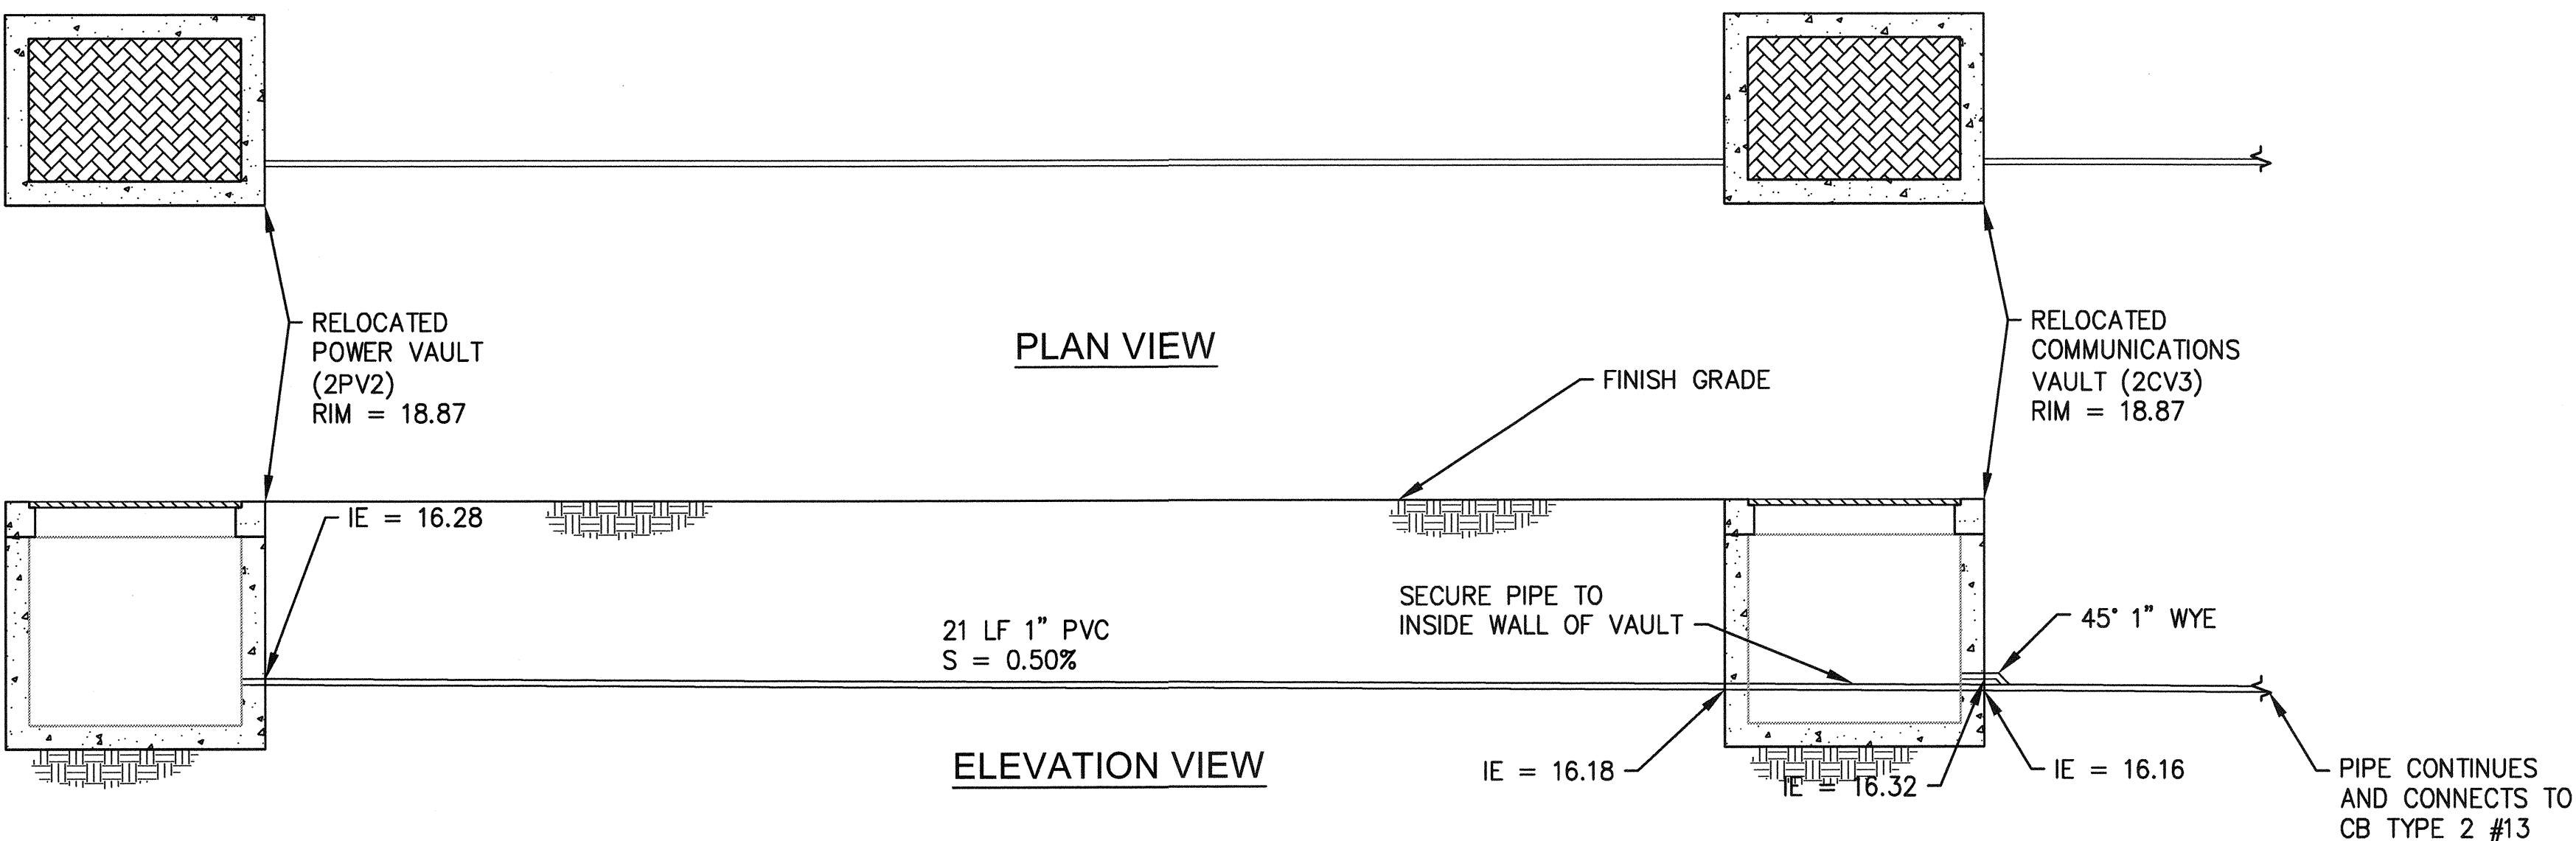 RELOCATED
POWER VAULT
(2PV2)
RIM = 18.87
PLAN VIEW
FINISH GRADE
RELOCATED
COMMUNICATIONS
VAULT (2CV3)
RIM = 18.87
IE = 16.28
21 LF 1" PVC
S = 0.50%
SECURE PIPE TO
INSIDE WALL OF VAULT
45° 1" WYE
ELEVATION VIEW
IE = 16.18
IE = 16.32
IE = 16.16
PIPE CONTINUES
AND CONNECTS TO
CB TYPE 2 #13